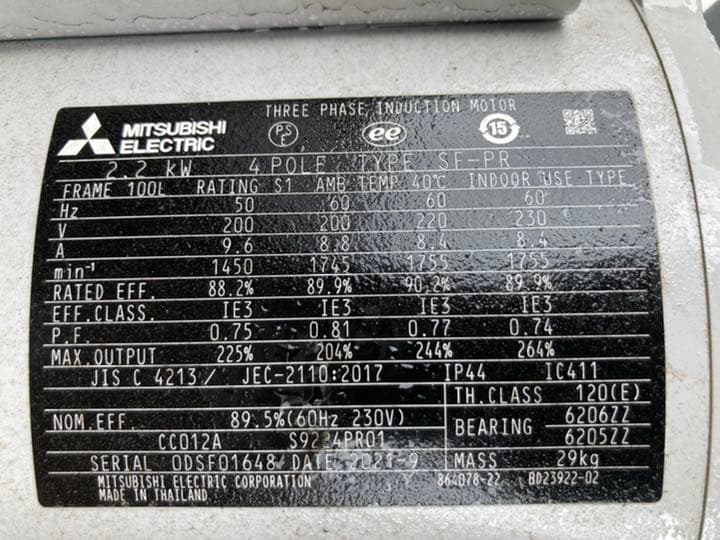 THREE PHASE INDUCTION MOTOR
MITSUBISHI ELECTRIC
PS E ee 15
2.2 kW 4 POLE TYPE SF-PR
FRAME 100L RATING S1 AMB TEMP 40℃ INDOOR USE TYPE
Hz 50 60 60 60
V 200 200 220 230
A 9.6 8.8 8.4 8.4
min-¹ 1450 1745 1755 1755
RATED EFF. 88.2% 89.9% 90.2% 89.9%
EFF.CLASS. IE3 IE3 IE3 IE3
P.F. 0.75 0.81 0.77 0.74
MAX.OUTPUT 225% 204% 244% 264%
JIS C 4213/ JEC-2110:2017 IP44 IC411
TH.CLASS 120(E)
NOM.EFF. 89.5%(60Hz 230V) BEARING 6206ZZ
6205ZZ
CC012A S9224PR01
SERIAL 0DSF01648 DATE 2021-9 MASS 29kg
MITSUBISHI ELECTRIC CORPORATION 864078-22 BD23922-02
MADE IN THAILAND